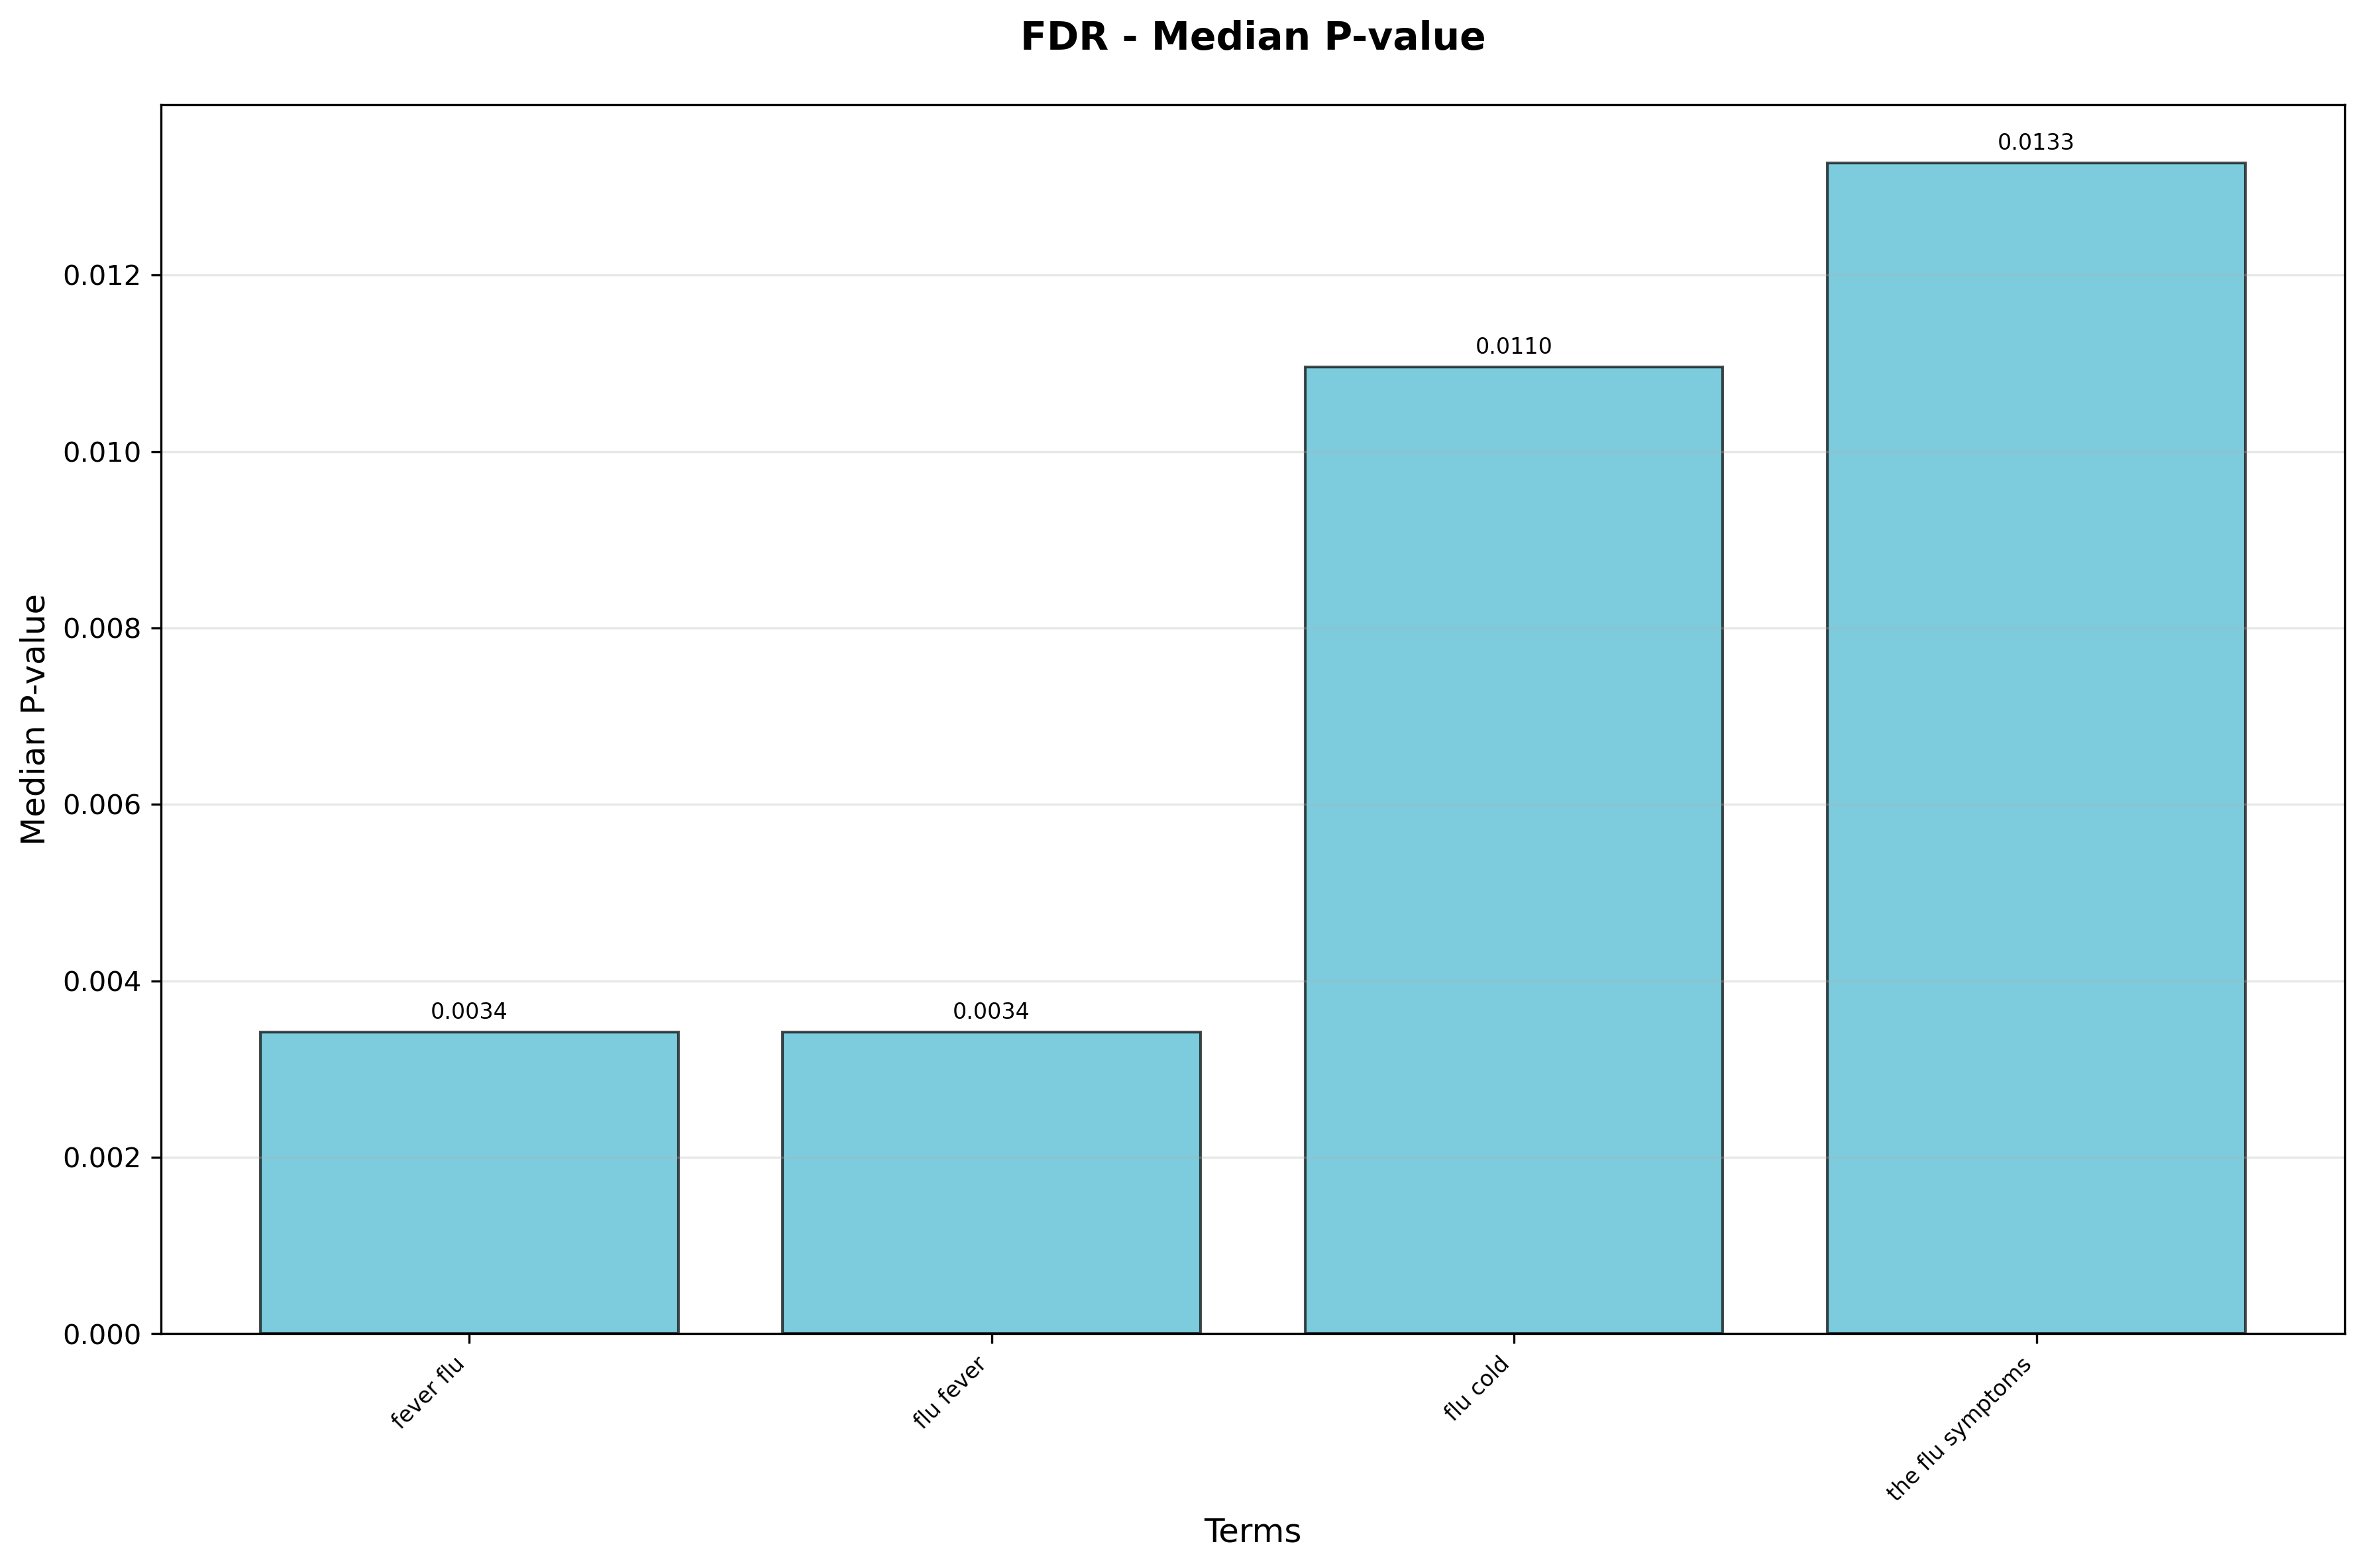 FDR - Median P-value
0.0133
0.012
0.0110
0.010
0.008
Median P-value
0.006
0.004
0.0034
0.0034
0.002
0.000
fever flu
flu fever
flu cold
the flu symptoms
Terms